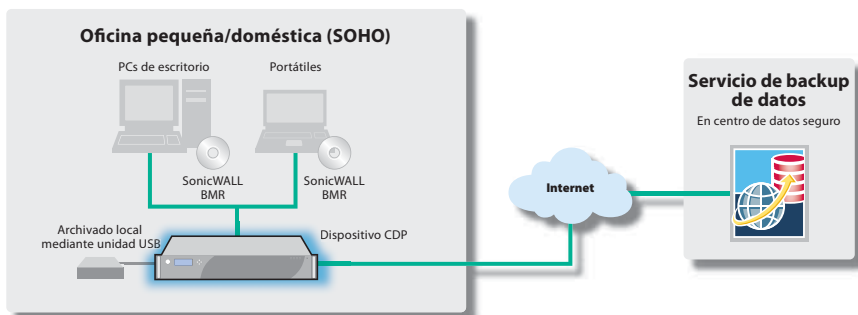 Oficina pequeña/doméstica (SOHO)
PCs de escritorio
Portátiles
SonicWALL
BMR
SonicWALL
BMR
Archivado local
mediante unidad USB
Dispositivo CDP
Internet
Servicio de backup
de datos
En centro de datos seguro